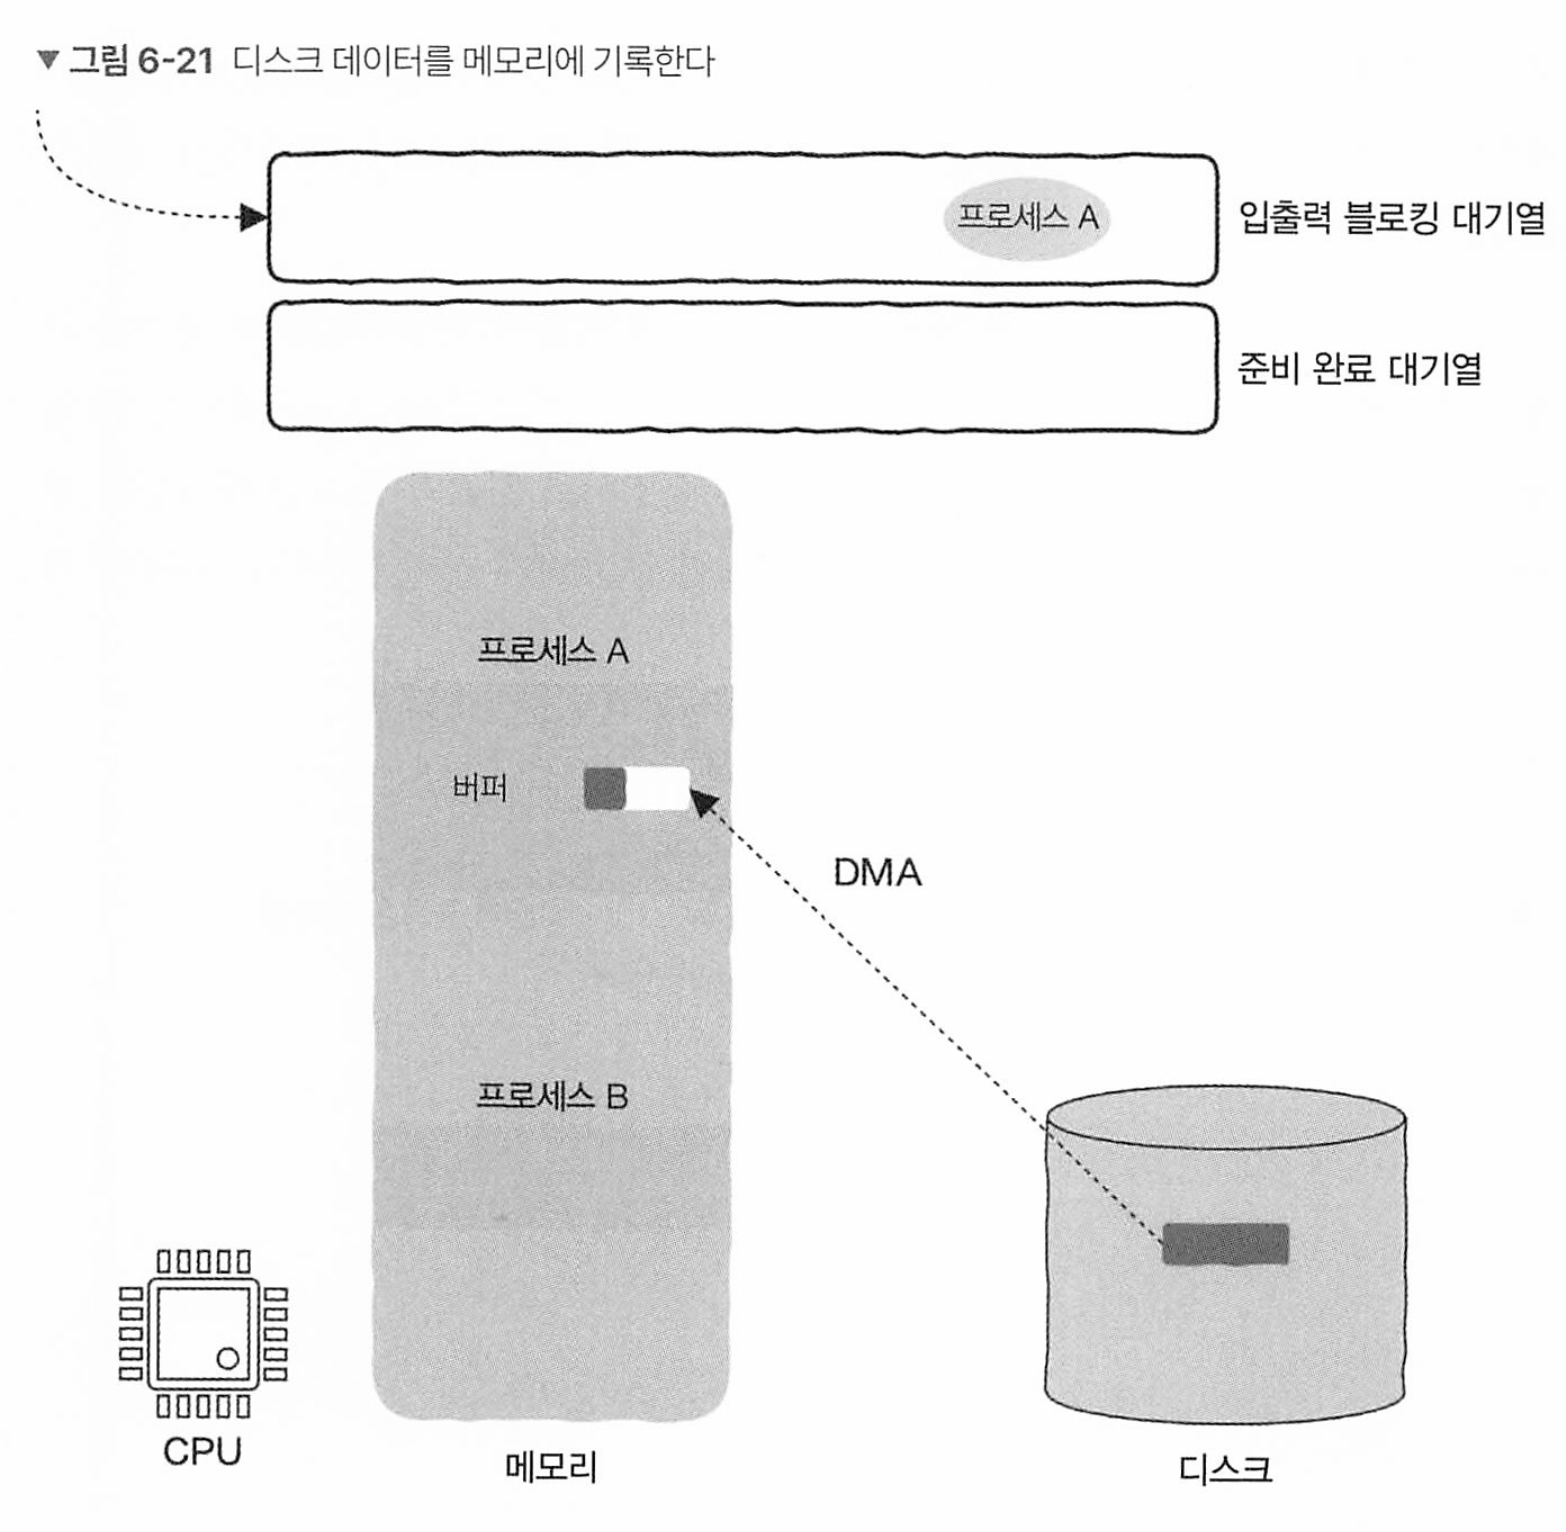 ▼ 그림 6-21 디스크 데이터를 메모리에 기록한다
프로세스 A
입출력 블로킹 대기열
준비 완료 대기열
프로세스 A
버퍼
DMA
프로세스 B
CPU
메모리
디스크